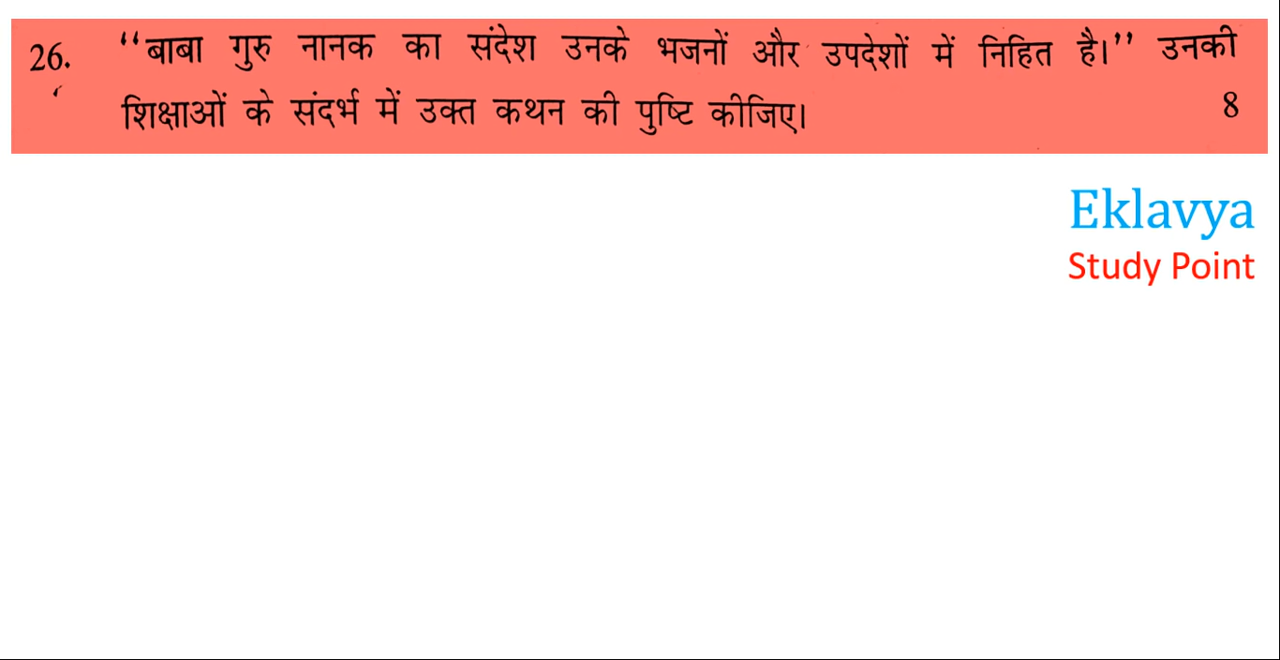 26. “बाबा गुरु नानक का संदेश उनके भजनों और उपदेशों में निहित है।” उनकी
शिक्षाओं के संदर्भ में उक्त कथन की पुष्टि कीजिए। 8
Eklavya
Study Point